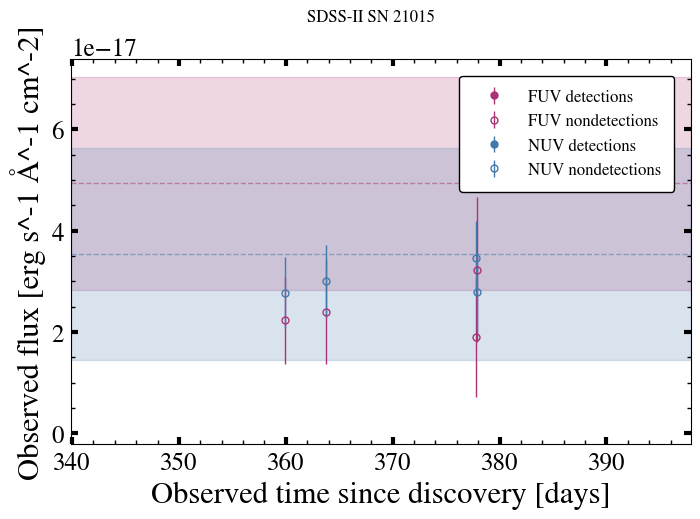 SDSS-II SN 21015
1e−17
Observed flux [erg s^-1 Å^-1 cm^-2]
6
4
2
0
FUV detections
FUV nondetections
NUV detections
NUV nondetections
340 350 360 370 380 390
Observed time since discovery [days]